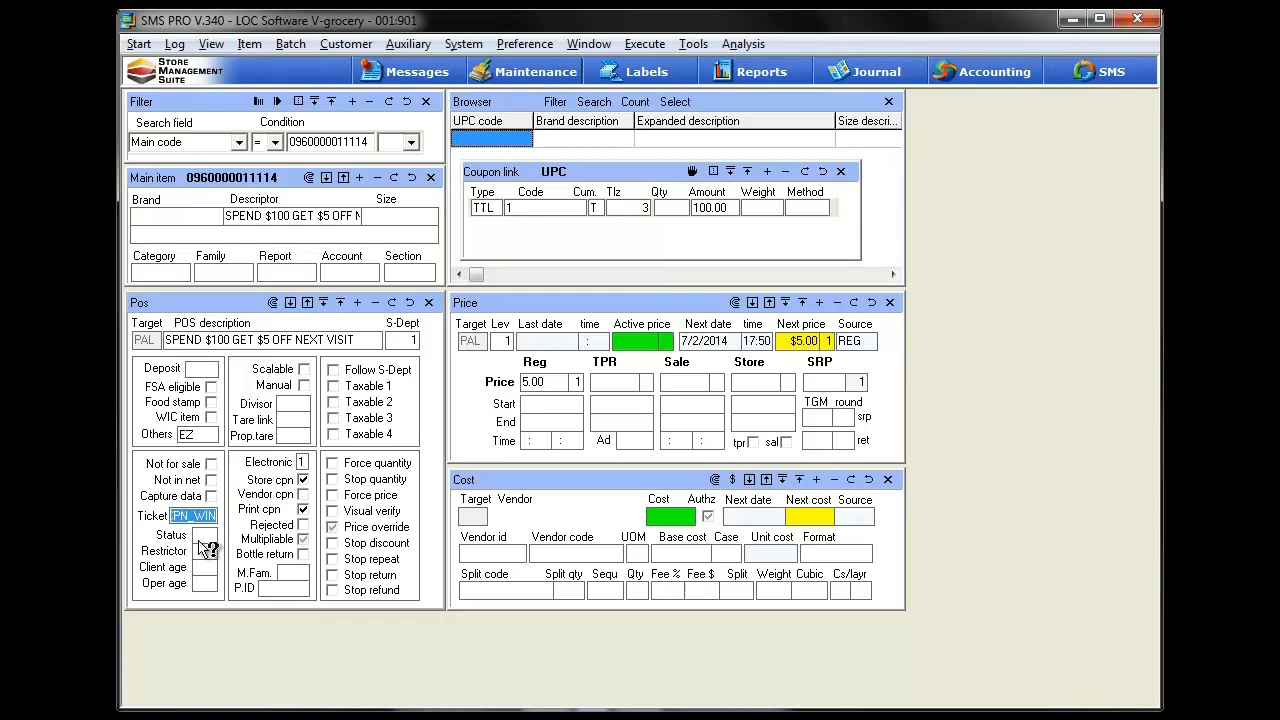 SMS PRO V.340 - LOC Software V-grocery - 001:901
Start Log View Item Batch Customer Auxiliary System Preference Window Execute Tools Analysis
STORE MANAGEMENT SUITE Messages Maintenance Labels Reports Journal Accounting SMS
Filter
Search field Condition
Main code = 0960000011114
Main item 0960000011114
Brand Descriptor Size
SPEND $100 GET $5 OFF N
Category Family Report Account Section
Browser Filter Search Count Select
UPC code Brand description Expanded description Size descri...
Coupon link UPC
Type Code Cum. Tlz Qty Amount Weight Method
TTL 1 T 3 100.00
Pos
Target POS description S-Dept
PAL SPEND $100 GET $5 OFF NEXT VISIT 1
Deposit
FSA eligible
Food stamp
WIC item
Others EZ
Scalable
Manual
Divisor
Tare link
Prop.tare
Follow S-Dept
Taxable 1
Taxable 2
Taxable 3
Taxable 4
Not for sale
Not in net
Capture data
Ticket CPN_WIN
Status
Restrictor
Client age
Oper age
Electronic 1
Store cpn
Vendor cpn
Print cpn
Rejected
Multipliable
Bottle return
M.Fam.
P.ID
Force quantity
Stop quantity
Force price
Visual verify
Price override
Stop discount
Stop repeat
Stop return
Stop refund
Price
Target Lev Last date time Active price Next date time Next price Source
PAL 1 : 7/2/2014 17:50 $5.00 1 REG
Reg TPR Sale Store SRP
Price 5.00 1 1
Start TGM round
End srp
Time : : Ad : : tpr sal ret
Cost
Target Vendor Cost Authz Next date Next cost Source
Vendor id Vendor code UOM Base cost Case Unit cost Format
Split code Split qty Sequ Qty Fee % Fee $ Split Weight Cubic Cs/layr